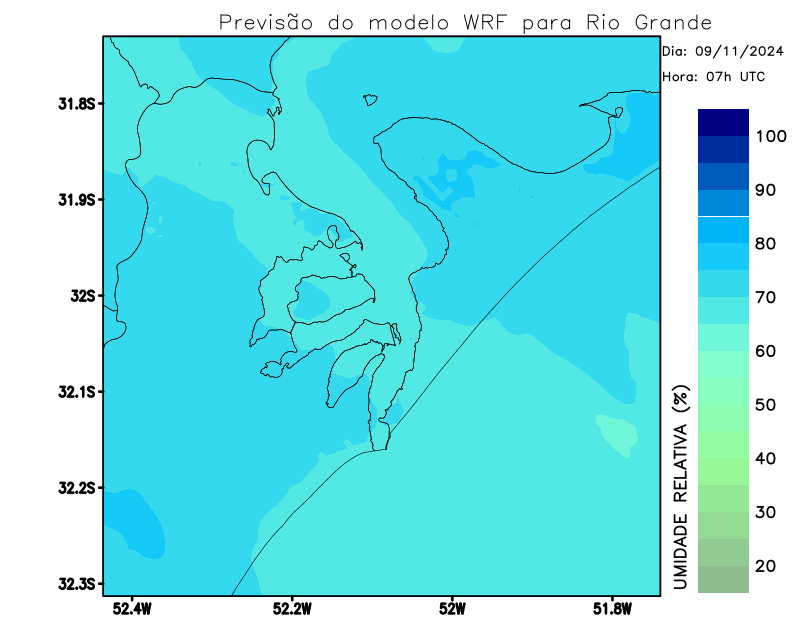 Previsão do modelo WRF para Rio Grande
Dia: 09/11/2024
Hora: 07h UTC
31.8S
31.9S
32S
32.1S
32.2S
32.3S
52.4W
52.2W
52W
51.8W
UMIDADE RELATIVA (%)
100
90
80
70
60
50
40
30
20